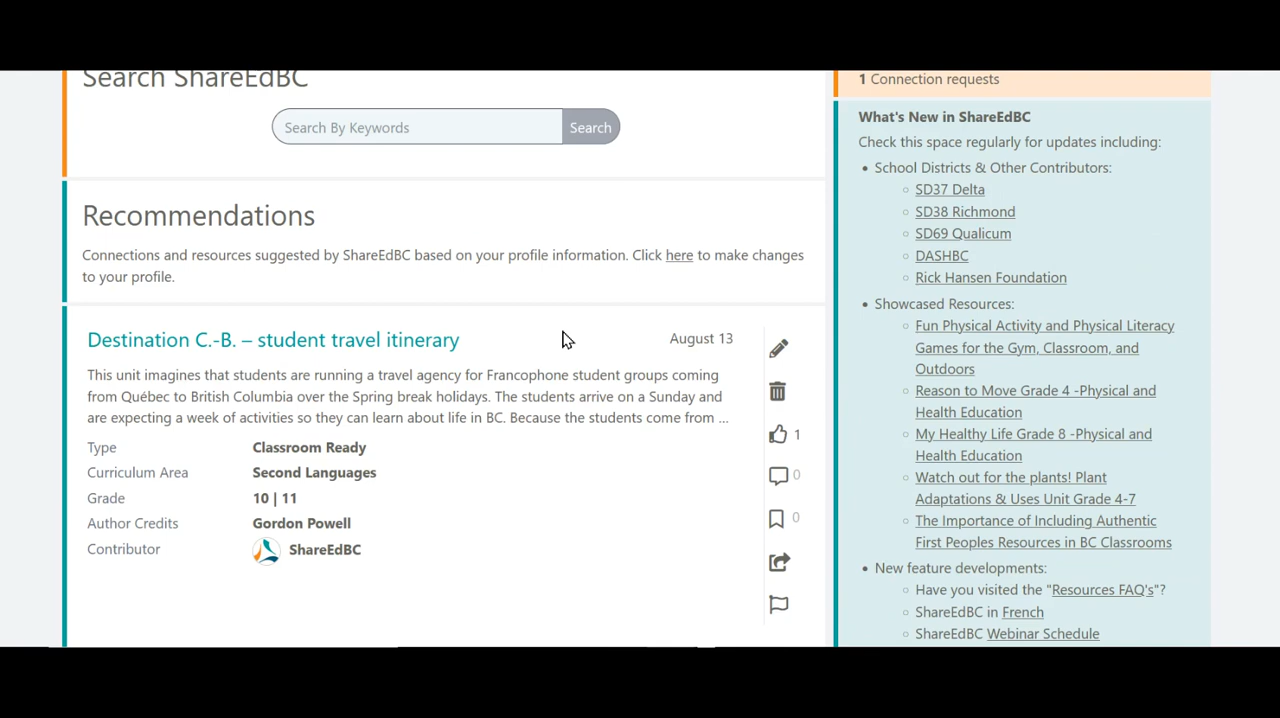 Search ShareEdBC
Search By Keywords
Search
Recommendations
Connections and resources suggested by ShareEdBC based on your profile information. Click here to make changes
to your profile.
Destination C.-B. – student travel itinerary
August 13
This unit imagines that students are running a travel agency for Francophone student groups coming
from Québec to British Columbia over the Spring break holidays. The students arrive on a Sunday and
are expecting a week of activities so they can learn about life in BC. Because the students come from ...
Type Classroom Ready
Curriculum Area Second Languages
Grade 10 | 11
Author Credits Gordon Powell
Contributor ShareEdBC
1
0
0
1 Connection requests
What's New in ShareEdBC
Check this space regularly for updates including:
• School Districts & Other Contributors:
○ SD37 Delta
○ SD38 Richmond
○ SD69 Qualicum
○ DASHBC
○ Rick Hansen Foundation
• Showcased Resources:
○ Fun Physical Activity and Physical Literacy
Games for the Gym, Classroom, and
Outdoors
○ Reason to Move Grade 4 -Physical and
Health Education
○ My Healthy Life Grade 8 -Physical and
Health Education
○ Watch out for the plants! Plant
Adaptations & Uses Unit Grade 4-7
○ The Importance of Including Authentic
First Peoples Resources in BC Classrooms
• New feature developments:
○ Have you visited the "Resources FAQ's"?
○ ShareEdBC in French
○ ShareEdBC Webinar Schedule